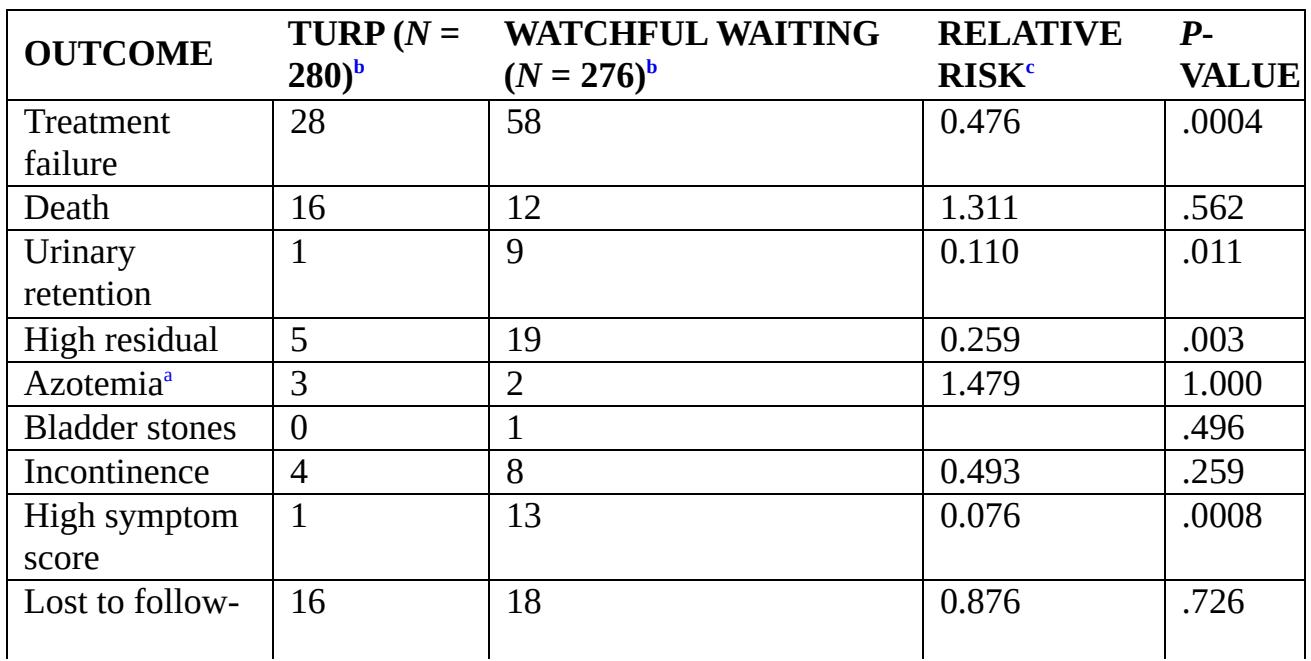 OUTCOME TURP (N = 280)b WATCHFUL WAITING (N = 276)b RELATIVE RISKc P-VALUE
Treatment failure 28 58 0.476 .0004
Death 16 12 1.311 .562
Urinary retention 1 9 0.110 .011
High residual 5 19 0.259 .003
Azotemiaa 3 2 1.479 1.000
Bladder stones 0 1 .496
Incontinence 4 8 0.493 .259
High symptom score 1 13 0.076 .0008
Lost to follow- 16 18 0.876 .726